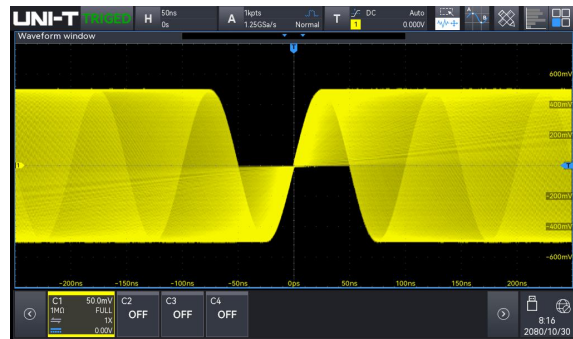 UNI-T TRIGED H 50ns 0s A 1kpts 1.25GSa/s Normal T DC 1 Auto 0.000V A B
Waveform window
T
600mV
400mV
200mV
1 T
-200mV
-400mV
-600mV
-200ns -150ns -100ns -50ns 0ps 50ns 100ns 150ns 200ns
C1 50.0mV C2 C3 C4
1MΩ FULL OFF OFF OFF
1X
0.00V
8:16
2080/10/30